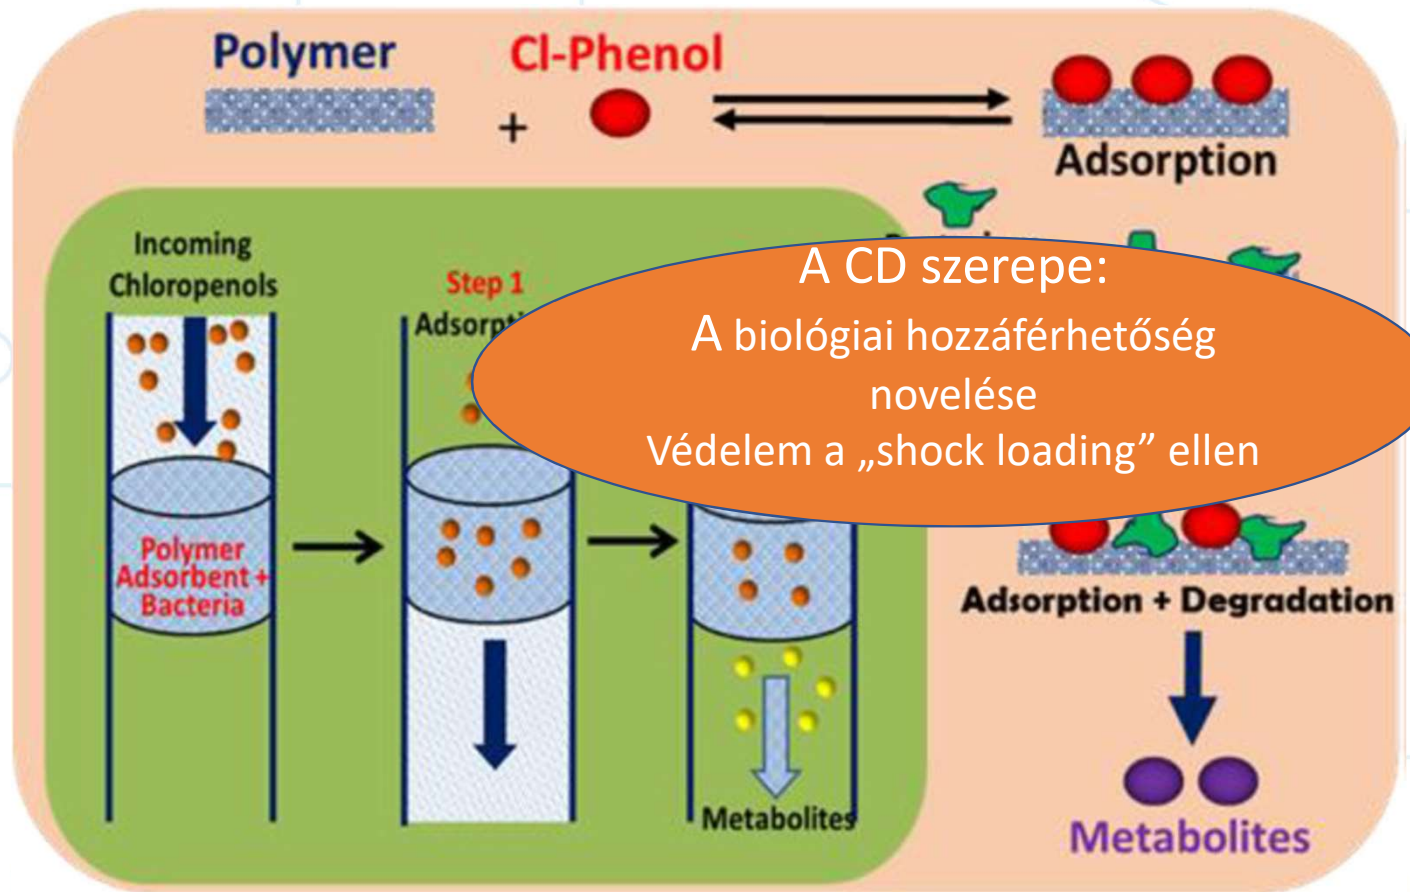 Polymer
Cl-Phenol
+
Adsorption
Incoming
Chloropenols
Step 1
A CD szerepe:
A biológiai hozzáférhetőség
novelése
Védelem a „shock loading” ellen
Polymer
Adsorbent +
Bacteria
Adsorption + Degradation
Metabolites
Metabolites